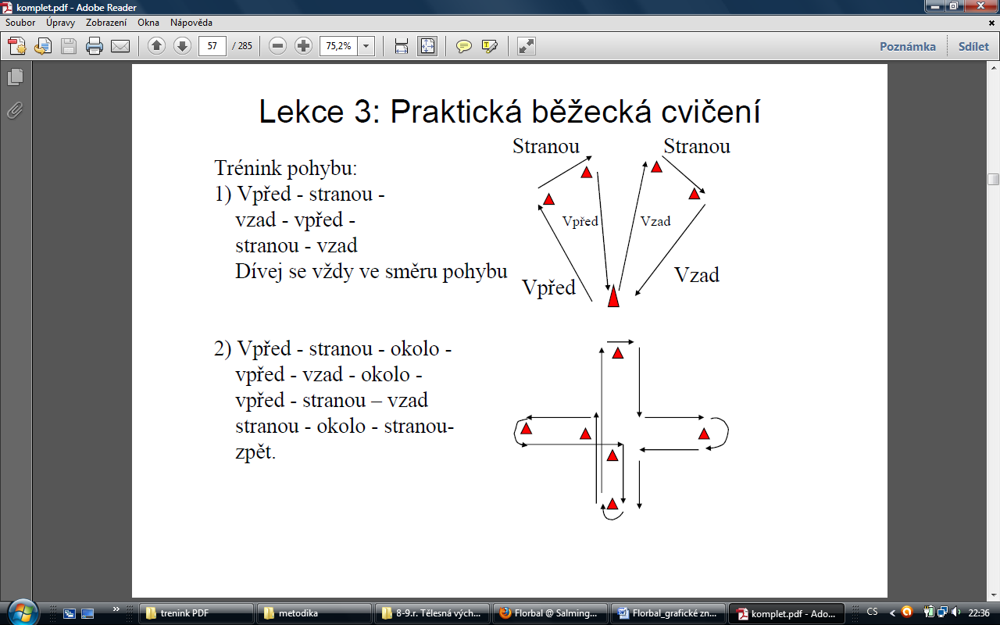 komplet.pdf - Adobe Reader
Soubor Úpravy Zobrazení Okna Nápověda
57 / 285 75,2% Poznámka Sdílet
Lekce 3: Praktická běžecká cvičení
Stranou Stranou
Trénink pohybu:
1) Vpřed - stranou -
vzad - vpřed -
stranou - vzad
Dívej se vždy ve směru pohybu
Vpřed Vzad
Vpřed Vzad
2) Vpřed - stranou - okolo -
vpřed - vzad - okolo -
vpřed - stranou – vzad
stranou - okolo - stranou-
zpět.
trenink PDF metodika 8-9.r. Tělesná vých... Florbal @ Salming... Florbal_grafické zn... komplet.pdf - Ado... CS 22:36